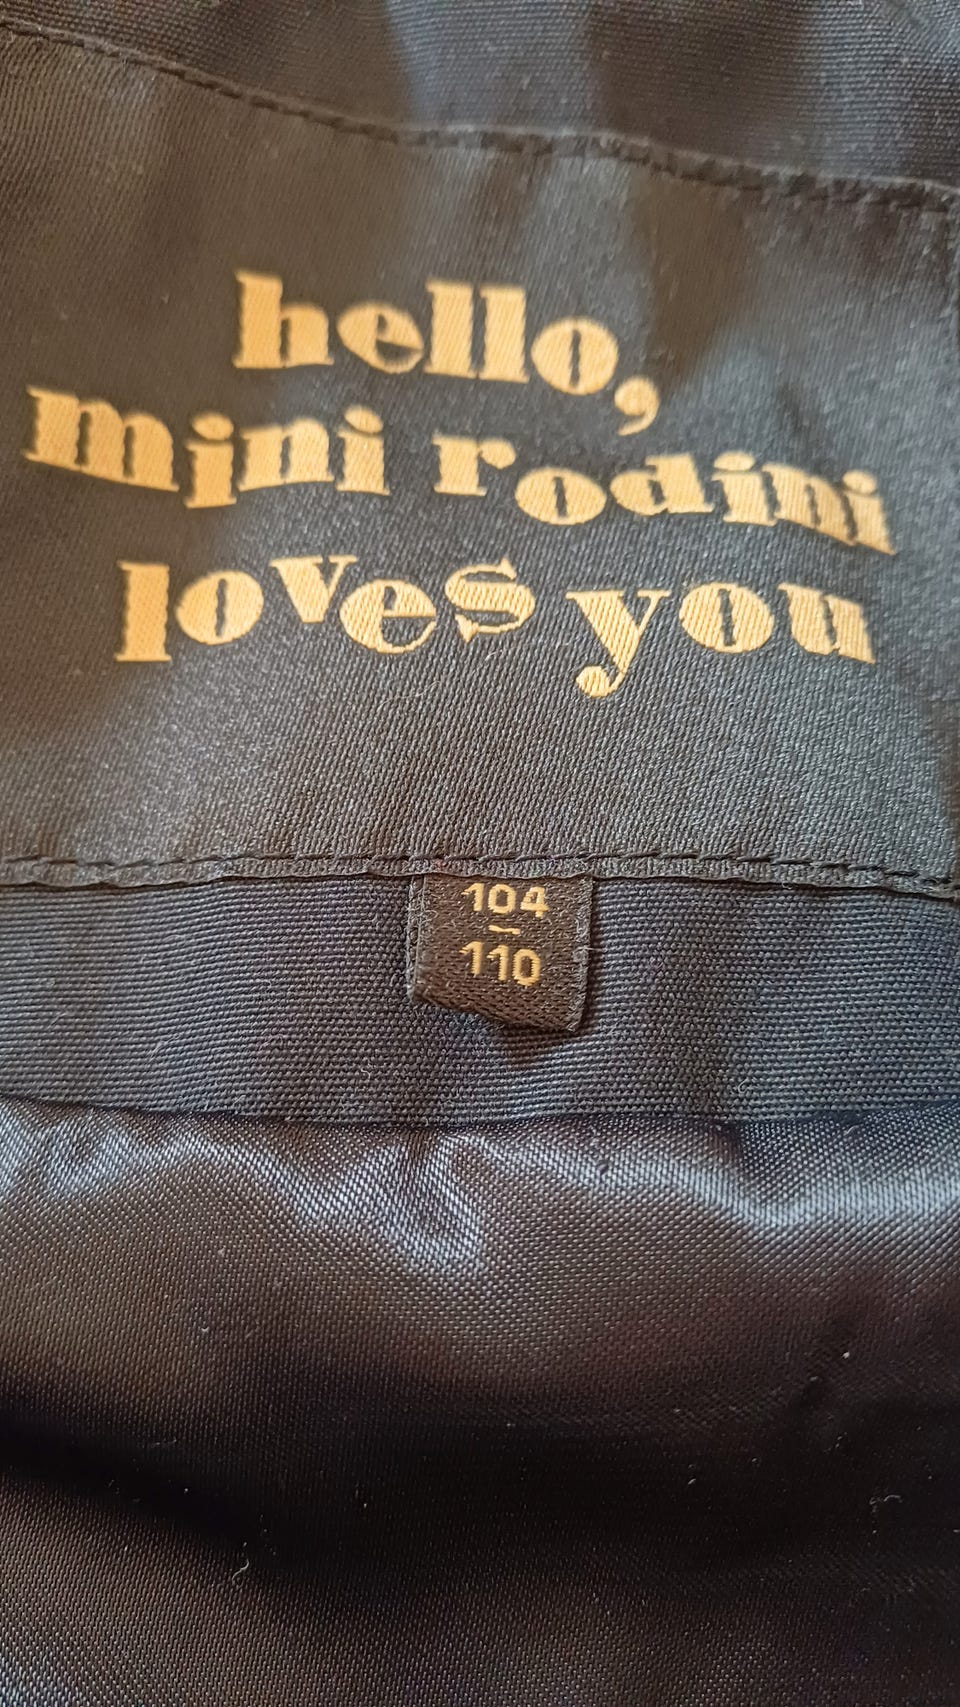 hello,
mini rodini
loves you
104
~
110